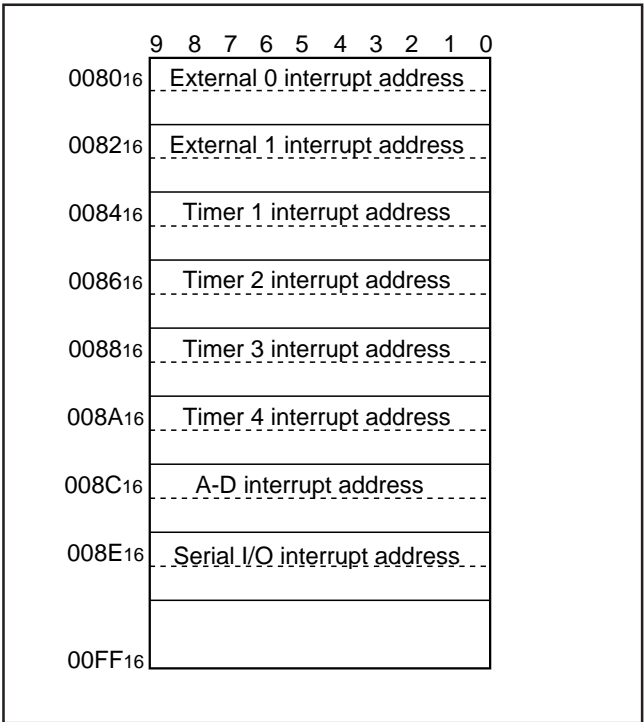 9 8 7 6 5 4 3 2 1 0
008016 External 0 interrupt address
008216 External 1 interrupt address
008416 Timer 1 interrupt address
008616 Timer 2 interrupt address
008816 Timer 3 interrupt address
008A16 Timer 4 interrupt address
008C16 A-D interrupt address
008E16 Serial I/O interrupt address
00FF16